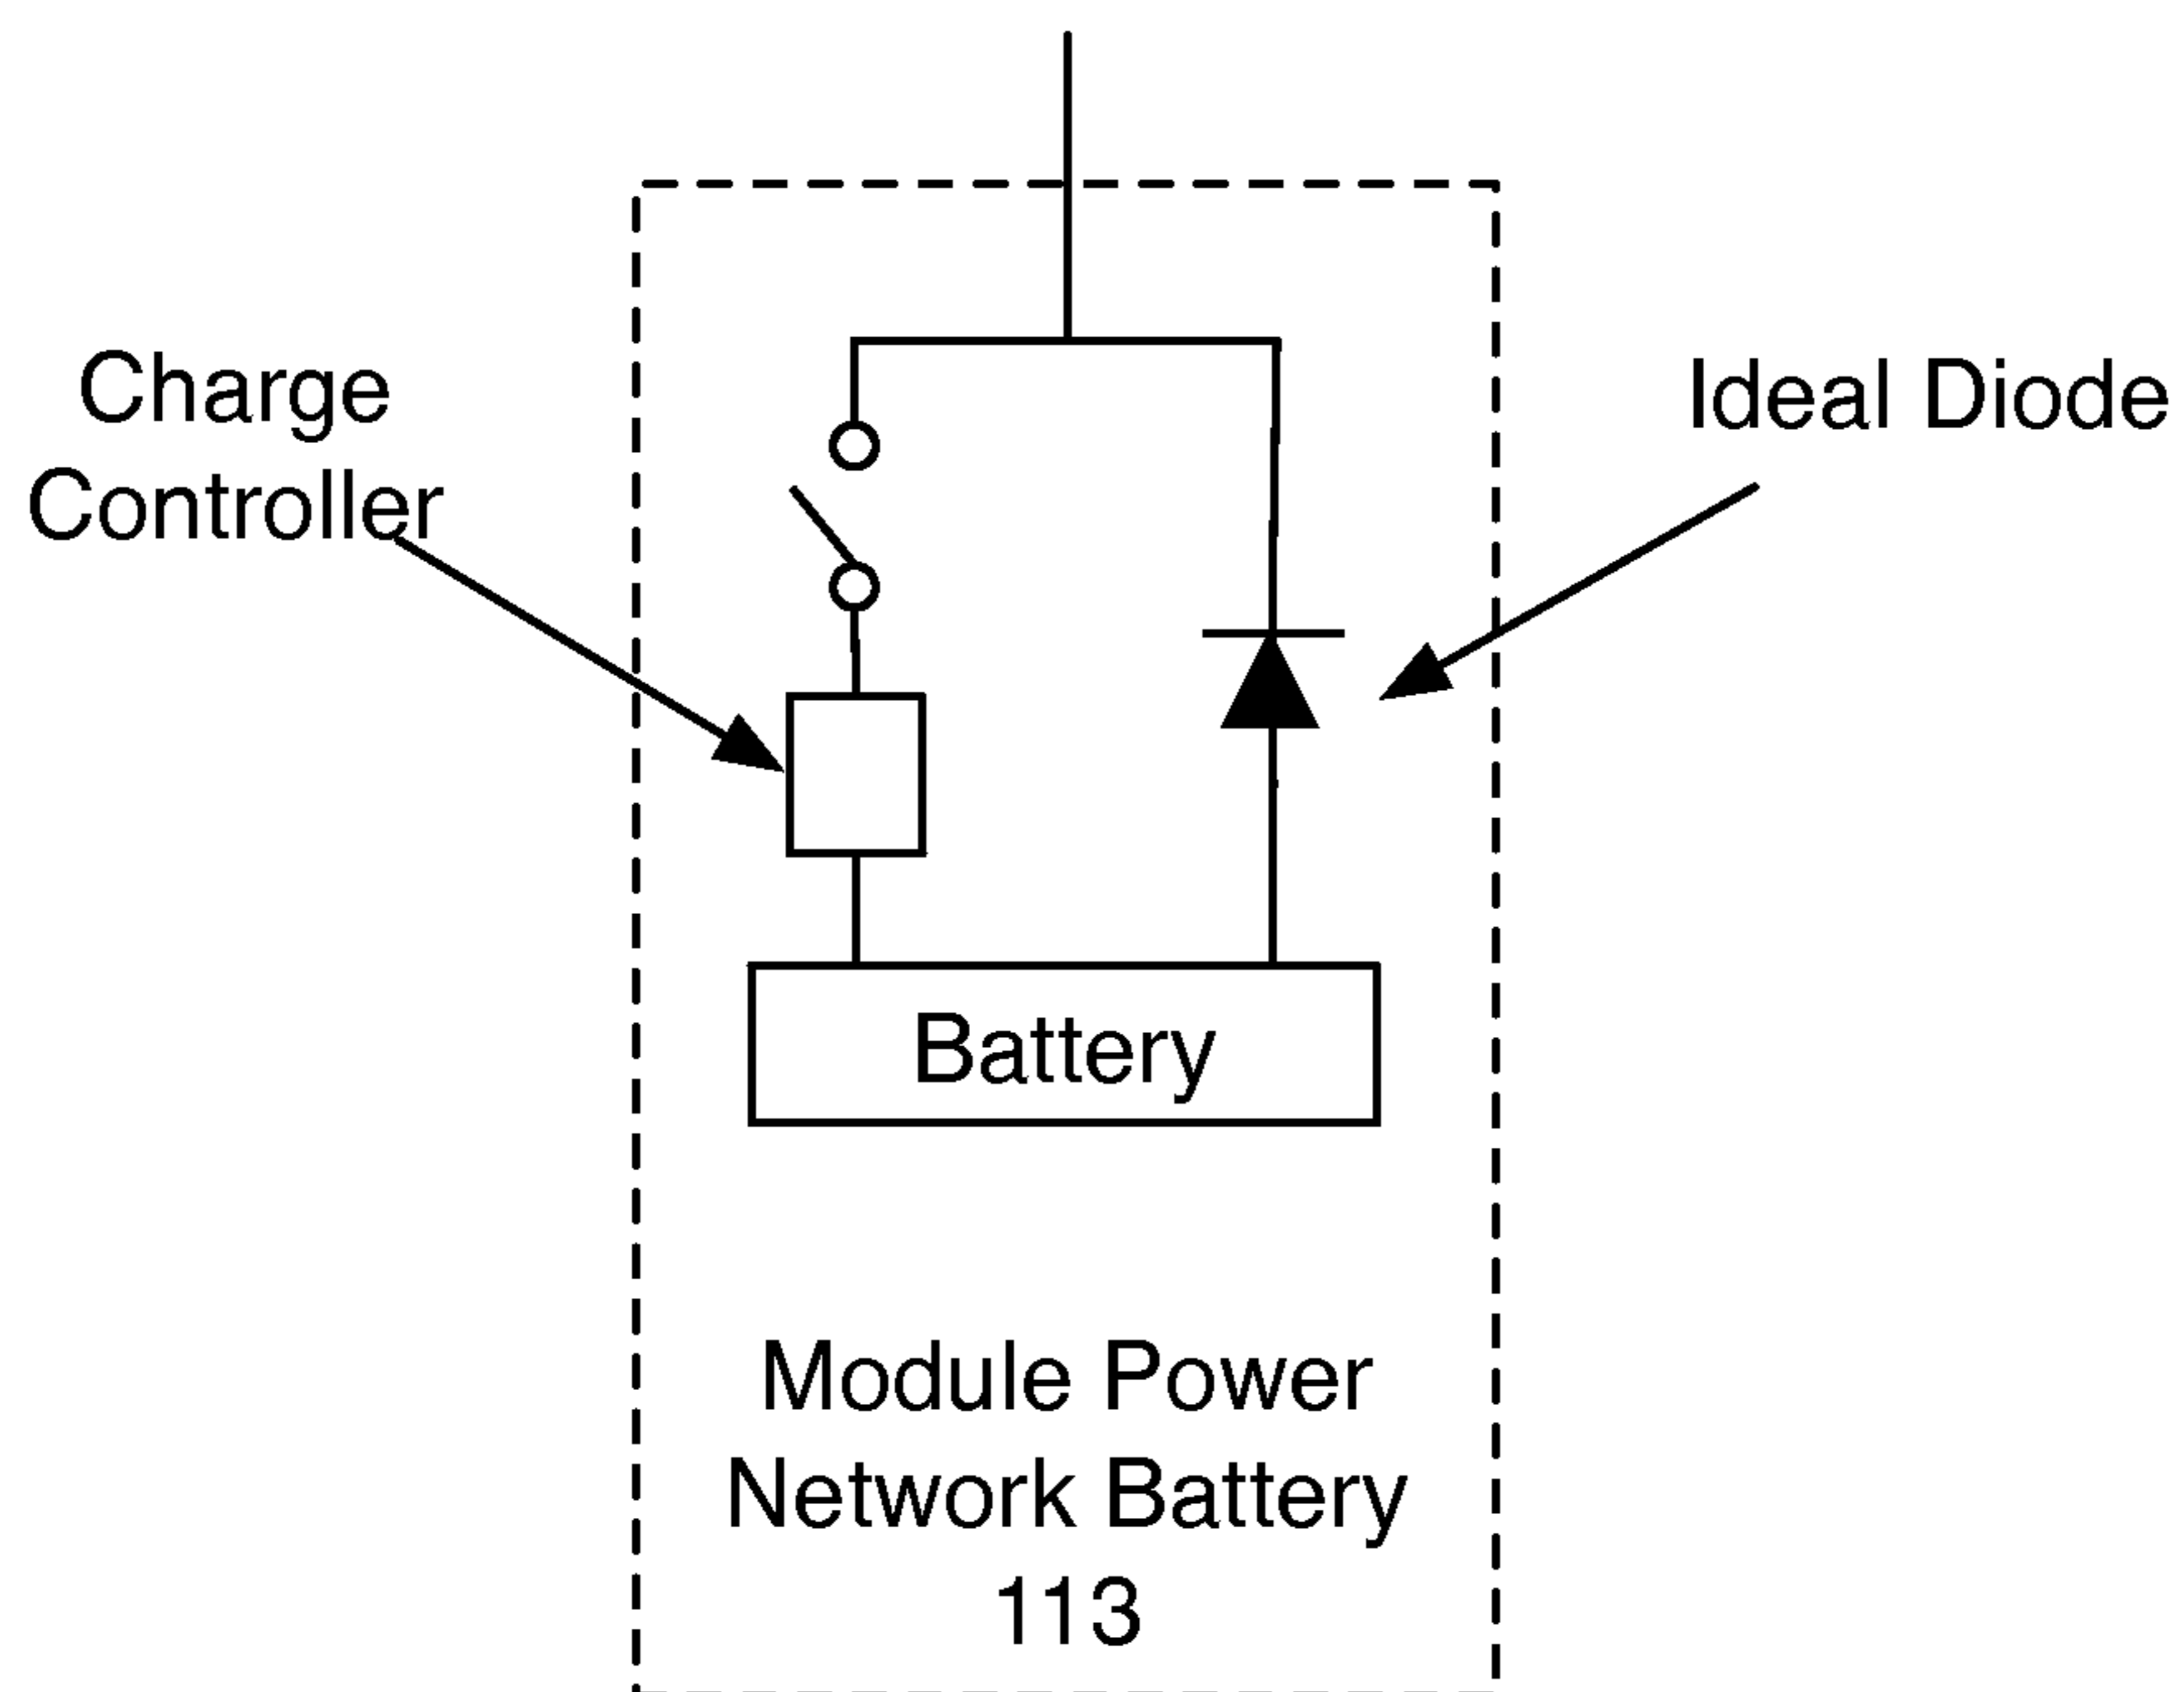 Charge
Controller
Ideal Diode
Battery
Module Power
Network Battery
113